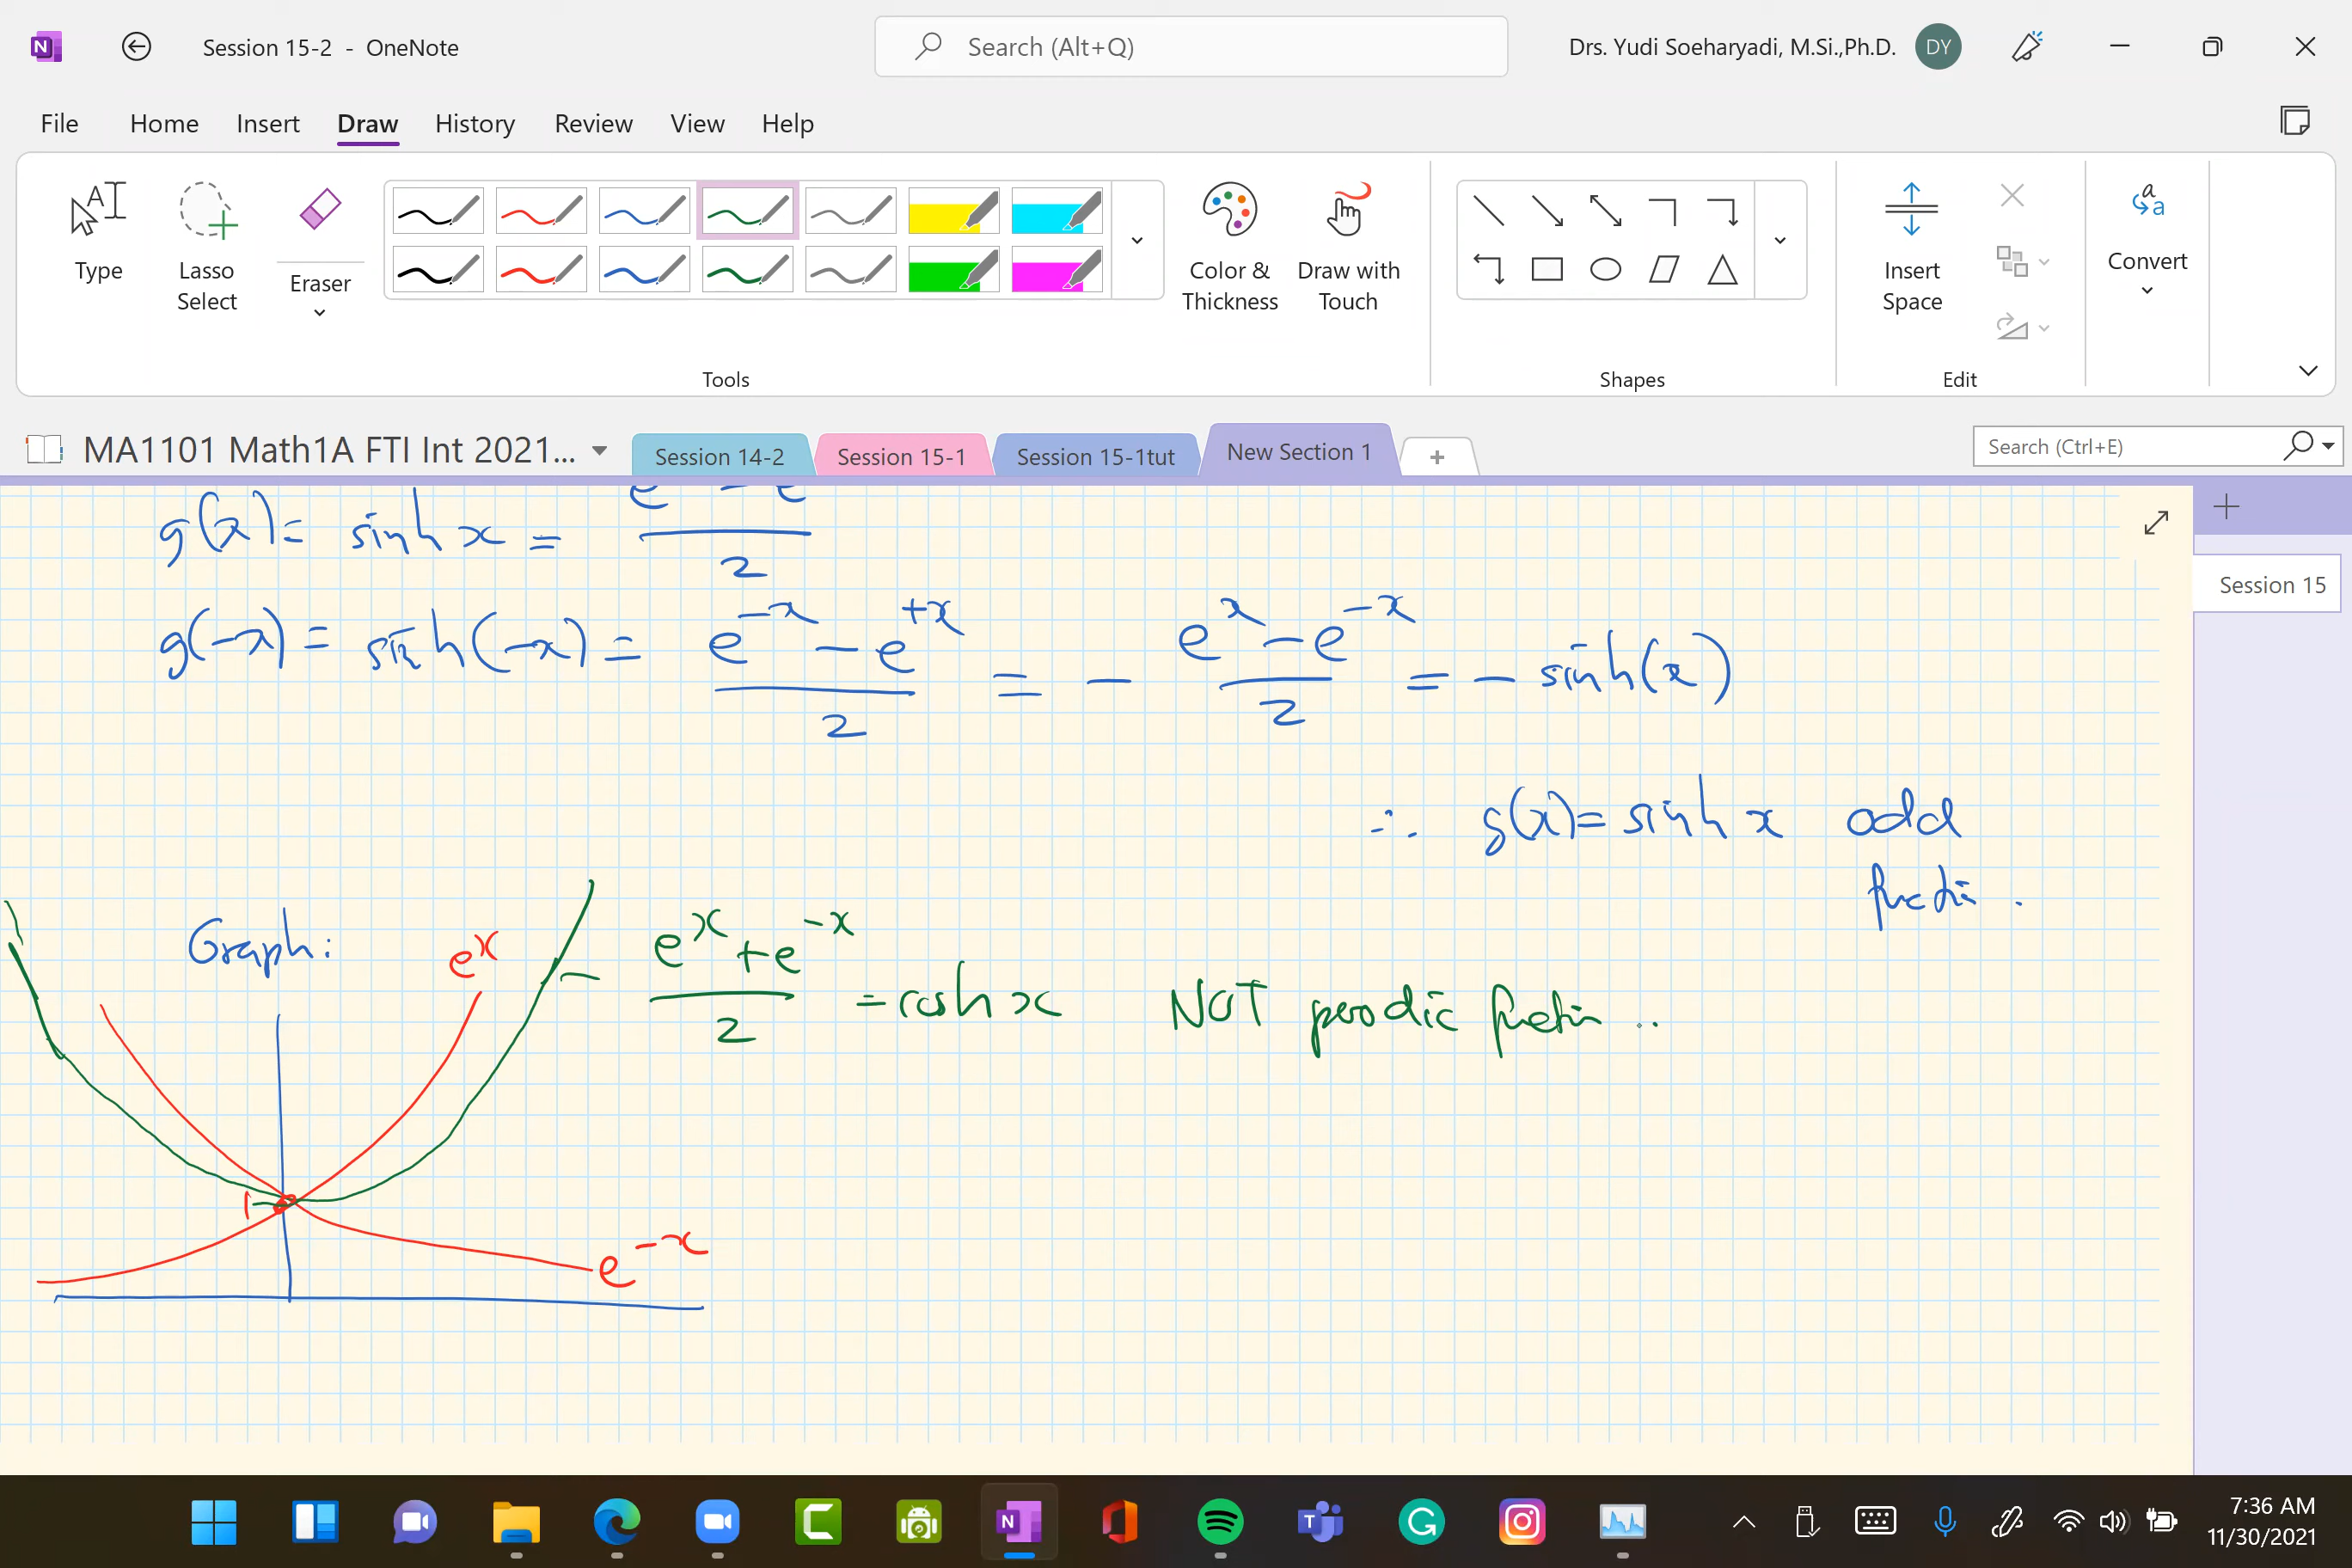 Session 15-2 - OneNote
Search (Alt+Q)
Drs. Yudi Soeharyadi, M.Si.,Ph.D.
DY
File Home Insert Draw History Review View Help
Type
Lasso Select
Eraser
Color & Thickness
Draw with Touch
Insert Space
Convert
Tools
Shapes
Edit
MA1101 Math1A FTI Int 2021...
Session 14-2
Session 15-1
Session 15-1tut
New Section 1
+
Search (Ctrl+E)
Session 15
g(x) = sinh x = / 2
g(-x) = sinh(-x) = e^-x - e^+x / 2 = - e^x - e^-x / 2 = - sinh(x)
∴ g(x) = sinh x odd
Graph:
e^x
e^x + e^-x / 2 = cosh x NOT
1
e^-x
7:36 AM
11/30/2021